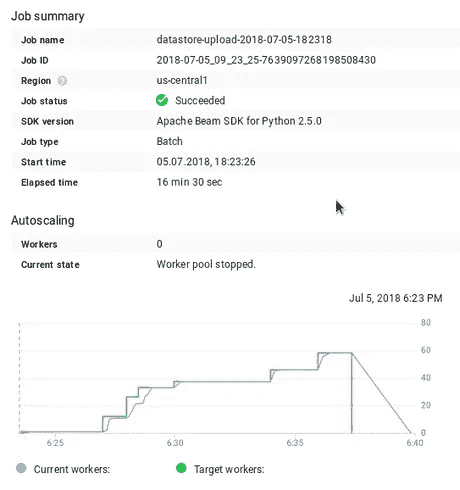 Job summary
Job name datastore-upload-2018-07-05-182318
Job ID 2018-07-05_09_23_25-7639097268198508430
Region us-central1
Job status Succeeded
SDK version Apache Beam SDK for Python 2.5.0
Job type Batch
Start time 05.07.2018, 18:23:26
Elapsed time 16 min 30 sec
Autoscaling
Workers 0
Current state Worker pool stopped.
Jul 5, 2018 6:23 PM
80
60
40
20
0
6:25 6:30 6:35 6:40
Current workers: Target workers: